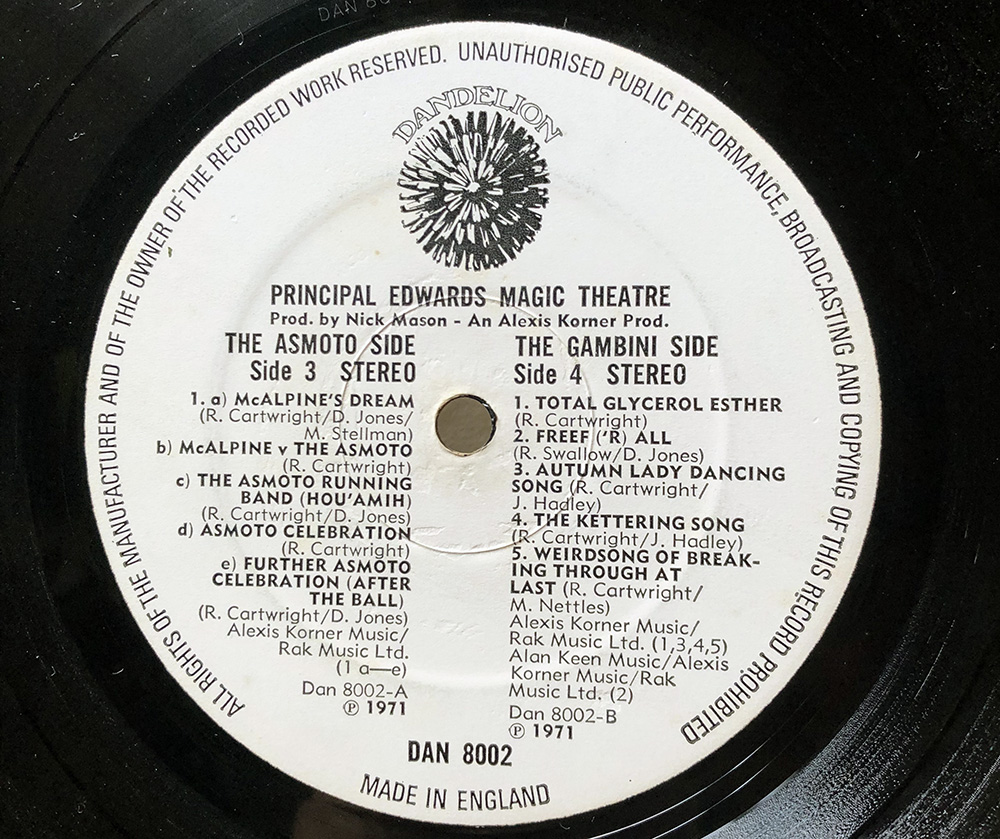 DAN 80
ALL RIGHTS OF THE MANUFACTURER AND OF THE OWNER OF THE RECORDED WORK RESERVED. UNAUTHORISED PUBLIC PERFORMANCE, BROADCASTING AND COPYING OF THIS RECORD PROHIBITED
DANDELION
PRINCIPAL EDWARDS MAGIC THEATRE
Prod. by Nick Mason - An Alexis Korner Prod.
THE ASMOTO SIDE
Side 3 STEREO
1. a) McALPINE'S DREAM
(R. Cartwright/D. Jones/
M. Stellman)
b) McALPINE v THE ASMOTO
(R. Cartwright)
c) THE ASMOTO RUNNING
BAND (HOU'AMIH)
(R. Cartwright/D. Jones)
d) ASMOTO CELEBRATION
(R. Cartwright)
e) FURTHER ASMOTO
CELEBRATION (AFTER
THE BALL)
(R. Cartwright/D. Jones)
Alexis Korner Music/
Rak Music Ltd.
(1 a—e)
Dan 8002-A
℗ 1971
THE GAMBINI SIDE
Side 4 STEREO
1. TOTAL GLYCEROL ESTHER
(R. Cartwright)
2. FREEF ('R) ALL
(R. Swallow/D. Jones)
3. AUTUMN LADY DANCING
SONG (R. Cartwright/
J. Hadley)
4. THE KETTERING SONG
(R. Cartwright/J. Hadley)
5. WEIRDSONG OF BREAK-
ING THROUGH AT
LAST (R. Cartwright/
M. Nettles)
Alexis Korner Music/
Rak Music Ltd. (1,3,4,5)
Alan Keen Music/Alexis
Korner Music/Rak
Music Ltd. (2)
Dan 8002-B
℗ 1971
DAN 8002
MADE IN ENGLAND